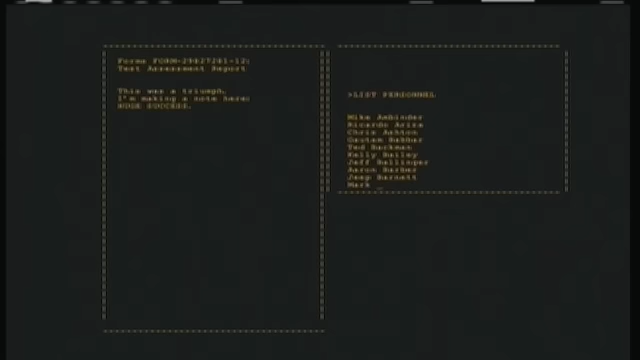 Forms FORM-29827281-12:
Test Assessment Report
This was a triumph.
I'm making a note here:
HUGE SUCCESS.
>LIST PERSONNEL
Mike Ambinder
Ricardo Ariza
Chris Ashton
Gautam Babbar
Ted Backman
Kelly Bailey
Jeff Ballinger
Aaron Barber
Jeep Barnett
Mark _